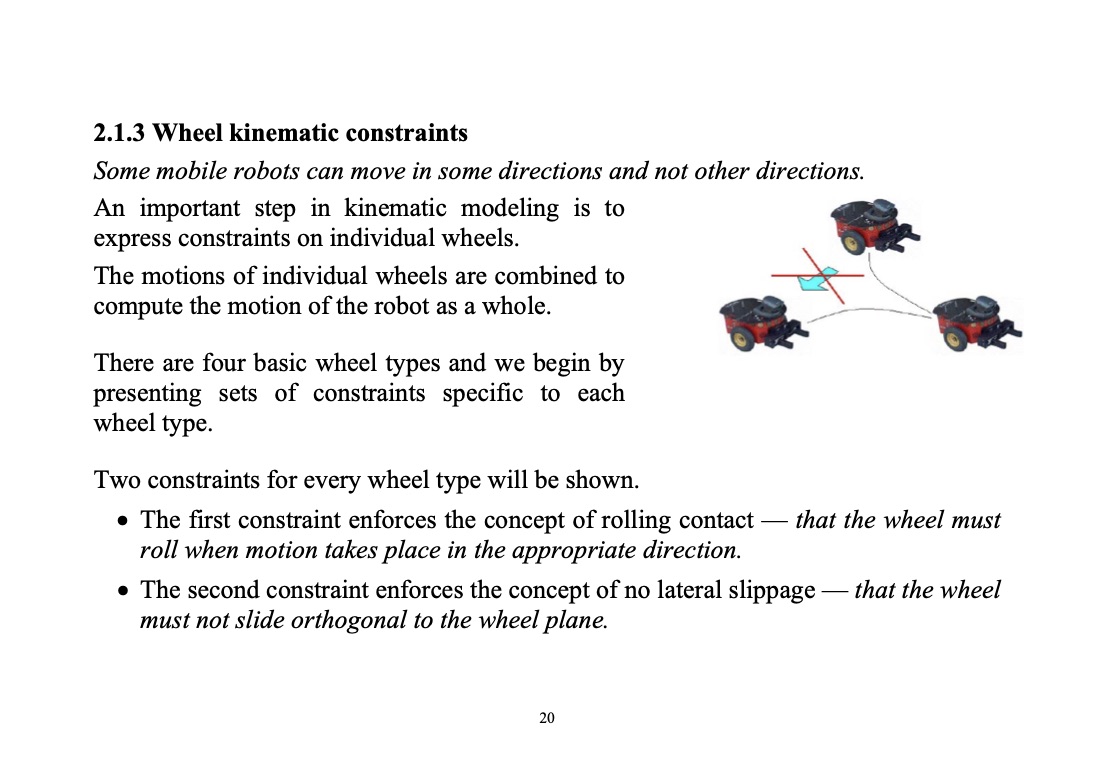 2.1.3 Wheel kinematic constraints
Some mobile robots can move in some directions and not other directions.
An important step in kinematic modeling is to
express constraints on individual wheels.
The motions of individual wheels are combined to
compute the motion of the robot as a whole.
There are four basic wheel types and we begin by
presenting sets of constraints specific to each
wheel type.
Two constraints for every wheel type will be shown.
• The first constraint enforces the concept of rolling contact — that the wheel must
roll when motion takes place in the appropriate direction.
• The second constraint enforces the concept of no lateral slippage — that the wheel
must not slide orthogonal to the wheel plane.
20